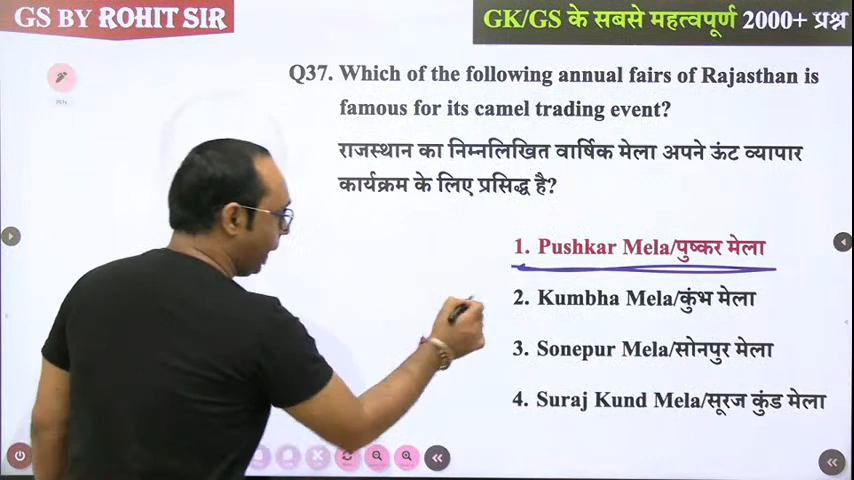 GS BY ROHIT SIR
GK/GS के सबसे महत्वपूर्ण 2000+ प्रश्न
Q37. Which of the following annual fairs of Rajasthan is
famous for its camel trading event?
राजस्थान का निम्नलिखित वार्षिक मेला अपने ऊंट व्यापार
कार्यक्रम के लिए प्रसिद्ध है?
1. Pushkar Mela/पुष्कर मेला
2. Kumbha Mela/कुंभ मेला
3. Sonepur Mela/सोनपुर मेला
4. Suraj Kund Mela/सूरज कुंड मेला